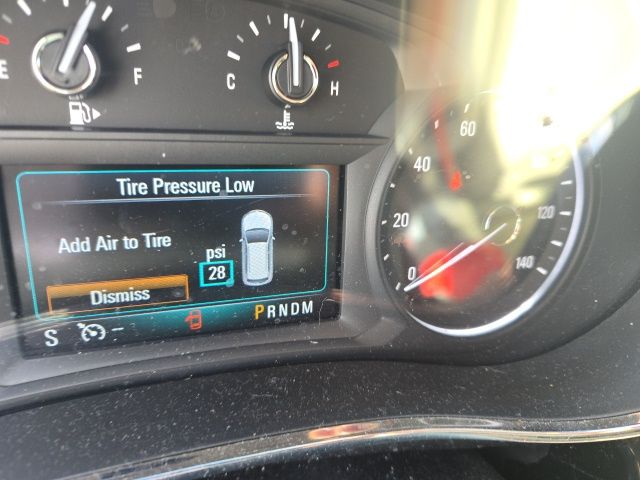 E F
C H
Tire Pressure Low
Add Air to Tire
psi
28
Dismiss
S
PRNDM
60
40
20
0
120
140